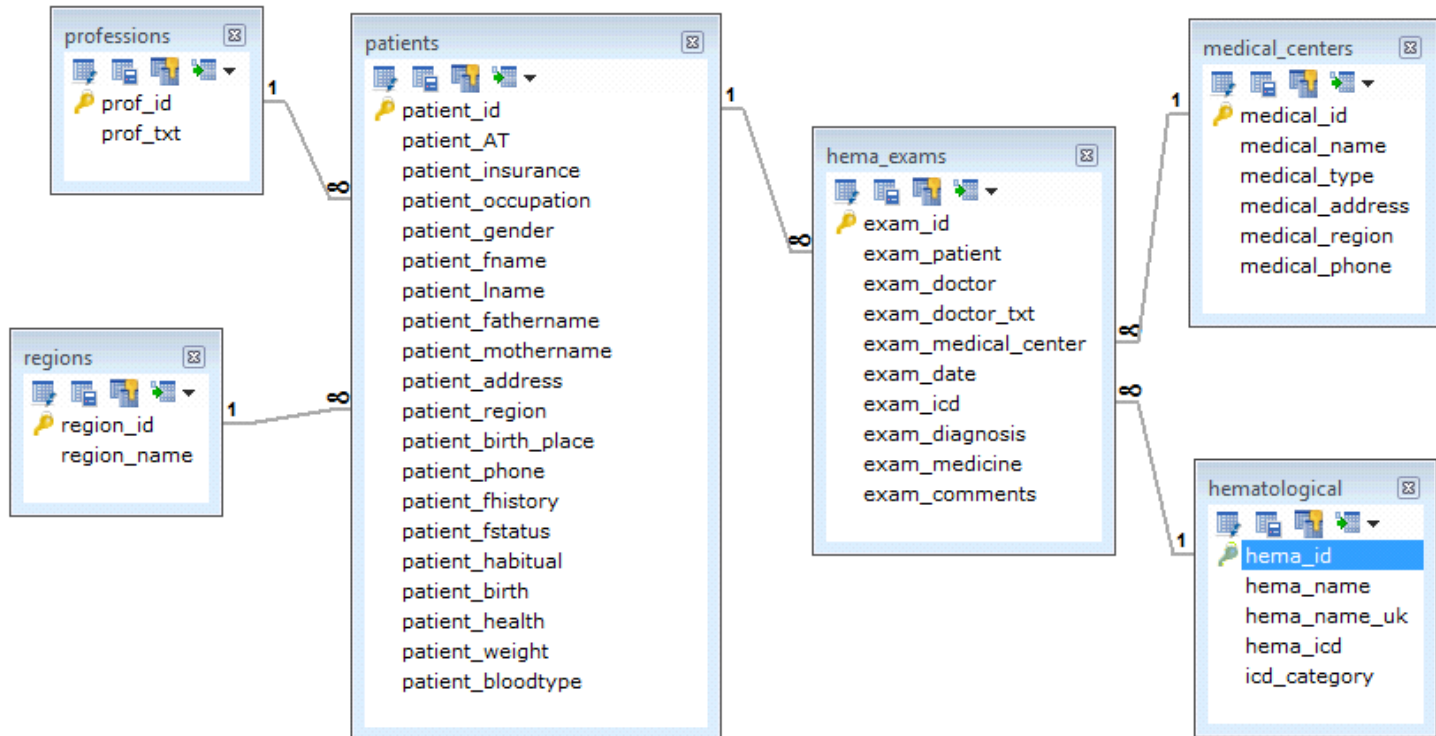 professions
prof_id
prof_txt
1
∞
regions
region_id
region_name
1
∞
patients
patient_id
patient_AT
patient_insurance
patient_occupation
patient_gender
patient_fname
patient_lname
patient_fathername
patient_mothername
patient_address
patient_region
patient_birth_place
patient_phone
patient_fhistory
patient_fstatus
patient_habitual
patient_birth
patient_health
patient_weight
patient_bloodtype
1
∞
hema_exams
exam_id
exam_patient
exam_doctor
exam_doctor_txt
exam_medical_center
exam_date
exam_icd
exam_diagnosis
exam_medicine
exam_comments
∞
1
∞
1
medical_centers
medical_id
medical_name
medical_type
medical_address
medical_region
medical_phone
hematological
hema_id
hema_name
hema_name_uk
hema_icd
icd_category